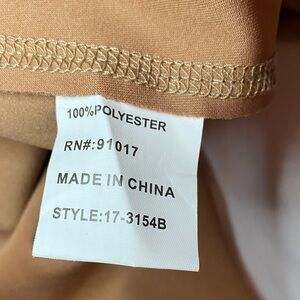 100%POLYESTER
RN#:91017
MADE IN CHINA
STYLE:17-3154B